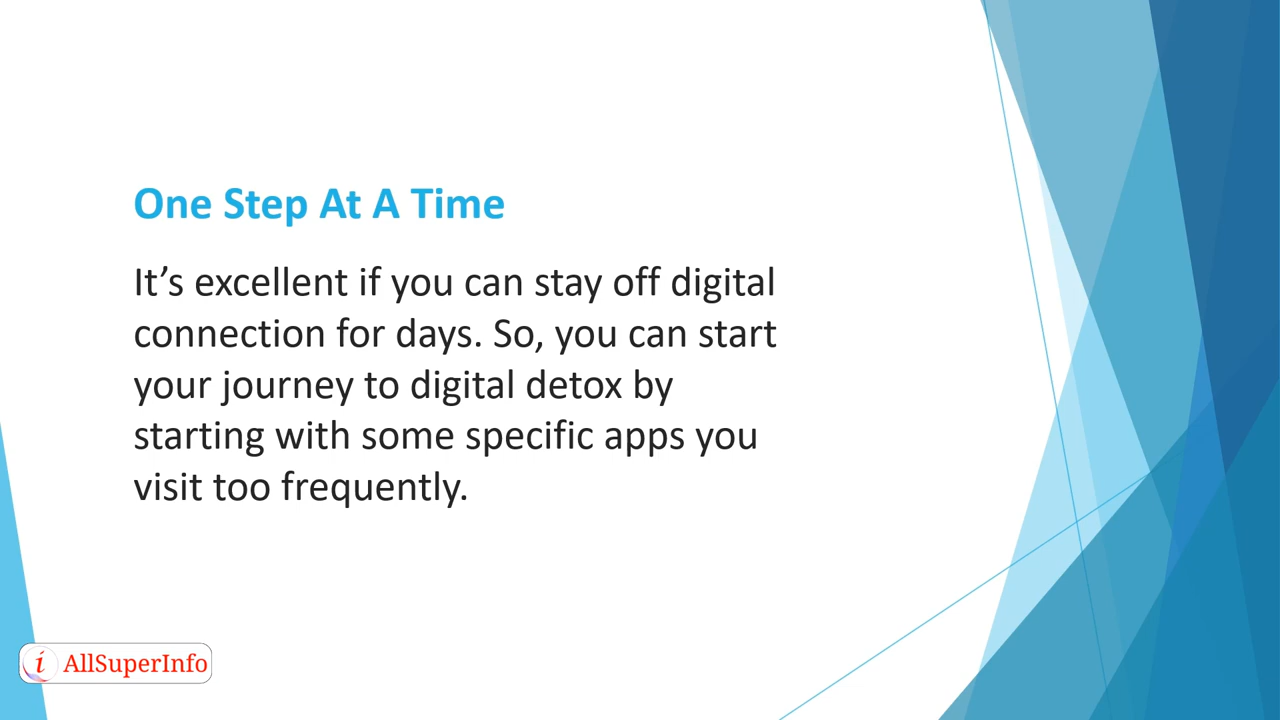 One Step At A Time
It’s excellent if you can stay off digital
connection for days. So, you can start
your journey to digital detox by
starting with some specific apps you
visit too frequently.
i AllSuperInfo